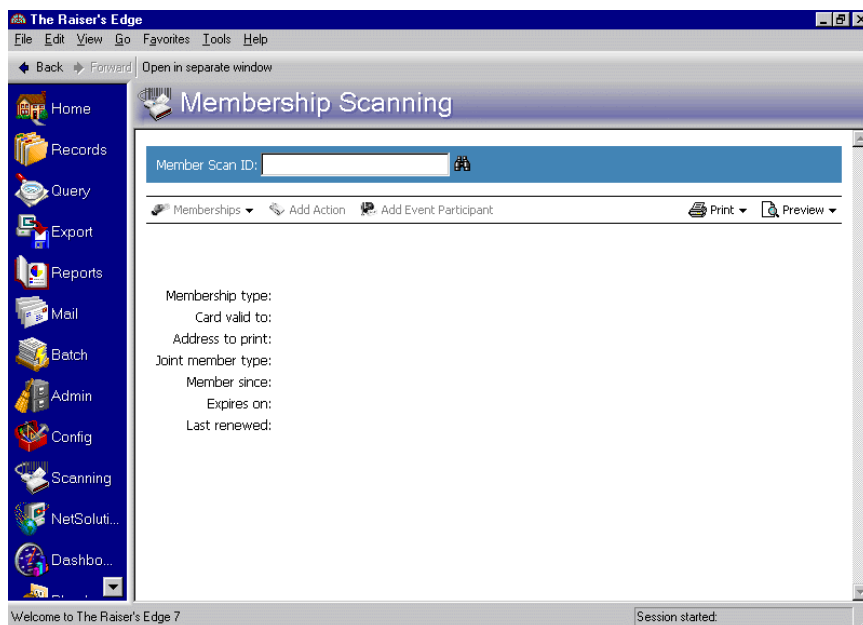 The Raiser's Edge
File Edit View Go Favorites Tools Help
Back Forward Open in separate window
Membership Scanning
Home
Records
Query
Export
Reports
Mail
Batch
Admin
Config
Scanning
NetSoluti...
Dashbo...
Member Scan ID:
Memberships Add Action Add Event Participant Print Preview
Membership type:
Card valid to:
Address to print:
Joint member type:
Member since:
Expires on:
Last renewed:
Welcome to The Raiser's Edge 7 Session started: